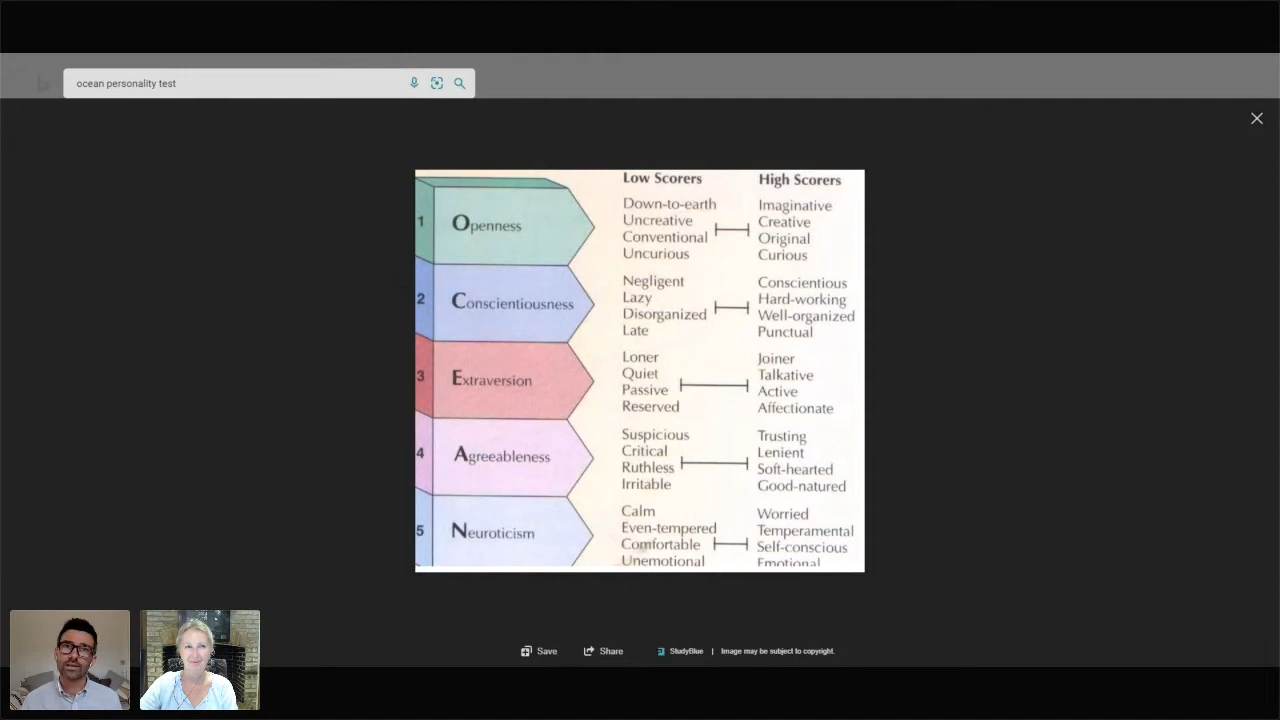 ocean personality test
Low Scorers
High Scorers
1
Openness
Down-to-earth
Uncreative
Conventional
Uncurious
Imaginative
Creative
Original
Curious
2
Conscientiousness
Negligent
Lazy
Disorganized
Late
Conscientious
Hard-working
Well-organized
Punctual
3
Extraversion
Loner
Quiet
Passive
Reserved
Joiner
Talkative
Active
Affectionate
4
Agreeableness
Suspicious
Critical
Ruthless
Irritable
Trusting
Lenient
Soft-hearted
Good-natured
5
Neuroticism
Calm
Even-tempered
Comfortable
Unemotional
Worried
Temperamental
Self-conscious
Emotional
Save Share StudyBlue | Image may be subject to copyright.